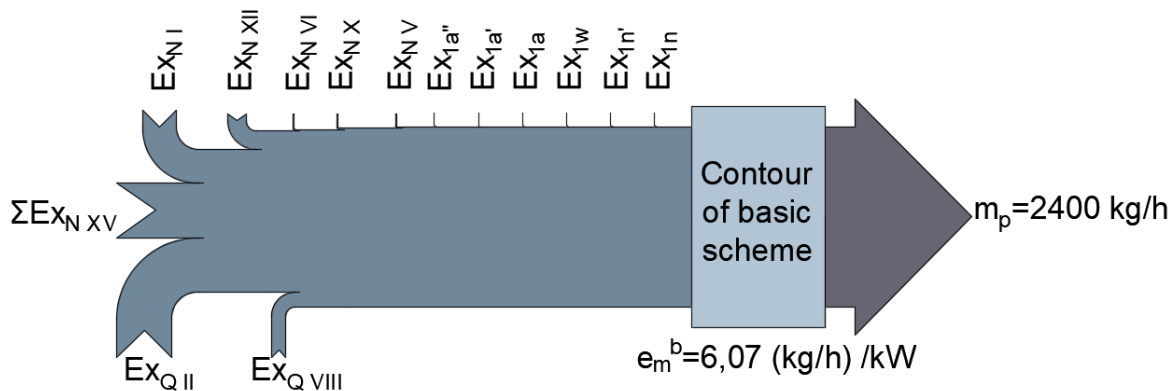 Ex_N I
Ex_N XII
Ex_N VI
Ex_N X
Ex_N V
Ex_1a"
Ex_1a'
Ex_1a
Ex_1w
Ex_1n'
Ex_1n
ΣEx_N XV
Contour
of basic
scheme
m_p=2400 kg/h
Ex_Q II
Ex_Q VIII
e_m^b=6,07 (kg/h) /kW